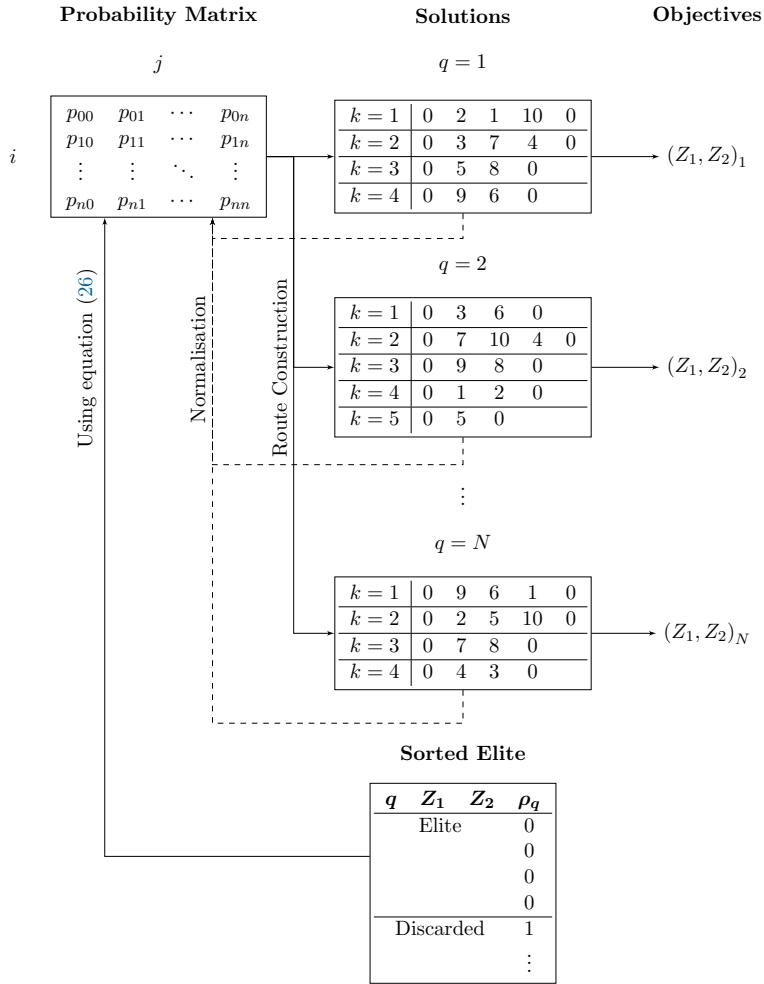 Probability Matrix
Solutions
Objectives
j
q = 1
i
p00 p01 ⋯ p0n
p10 p11 ⋯ p1n
⋮ ⋮ ⋱ ⋮
pn0 pn1 ⋯ pnn
k = 1 0 2 1 10 0
k = 2 0 3 7 4 0
k = 3 0 5 8 0
k = 4 0 9 6 0
(Z1, Z2)1
q = 2
k = 1 0 3 6 0
k = 2 0 7 10 4 0
k = 3 0 9 8 0
k = 4 0 1 2 0
k = 5 0 5 0
(Z1, Z2)2
Using equation (26)
Normalisation
Route Construction
⋮
q = N
k = 1 0 9 6 1 0
k = 2 0 2 5 10 0
k = 3 0 7 8 0
k = 4 0 4 3 0
(Z1, Z2)N
Sorted Elite
q Z1 Z2 ρq
Elite 0
0
0
0
Discarded 1
⋮